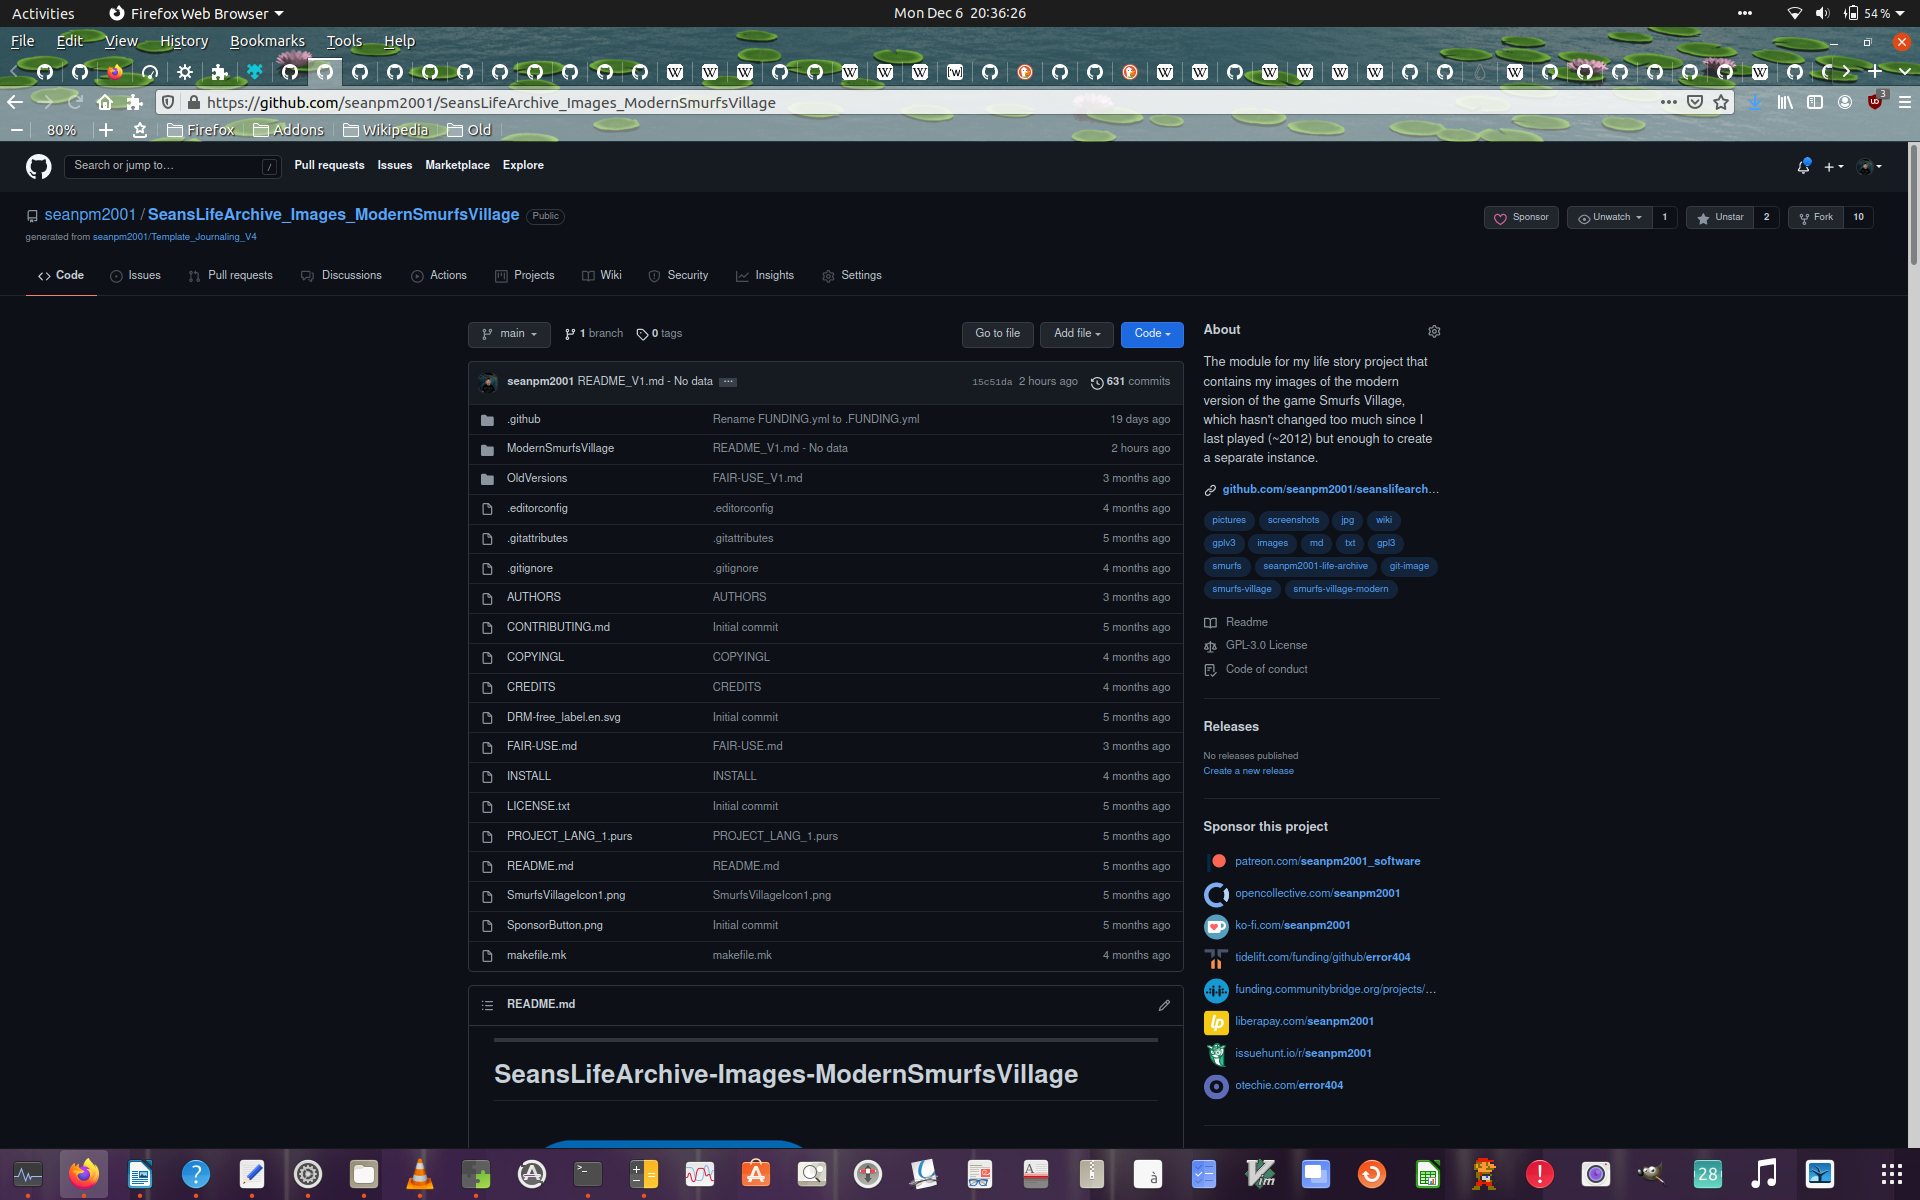 Activities Firefox Web Browser Mon Dec 6 20:36:26 54 %
File Edit View History Bookmarks Tools Help
https://github.com/seanpm2001/SeansLifeArchive_Images_ModernSmurfsVillage 3
80% Firefox Addons Wikipedia Old
Search or jump to… / Pull requests Issues Marketplace Explore
seanpm2001 / SeansLifeArchive_Images_ModernSmurfsVillage Public
Sponsor Unwatch 1 Unstar 2 Fork 10
generated from seanpm2001/Template_Journaling_V4
Code Issues Pull requests Discussions Actions Projects Wiki Security Insights Settings
main 1 branch 0 tags Go to file Add file Code
seanpm2001 README_V1.md - No data 15c51da 2 hours ago 631 commits
.github Rename FUNDING.yml to .FUNDING.yml 19 days ago
ModernSmurfsVillage README_V1.md - No data 2 hours ago
OldVersions FAIR-USE_V1.md 3 months ago
.editorconfig .editorconfig 4 months ago
.gitattributes .gitattributes 5 months ago
.gitignore .gitignore 4 months ago
AUTHORS AUTHORS 3 months ago
CONTRIBUTING.md Initial commit 5 months ago
COPYINGL COPYINGL 4 months ago
CREDITS CREDITS 4 months ago
DRM-free_label.en.svg Initial commit 5 months ago
FAIR-USE.md FAIR-USE.md 3 months ago
INSTALL INSTALL 4 months ago
LICENSE.txt Initial commit 5 months ago
PROJECT_LANG_1.purs PROJECT_LANG_1.purs 5 months ago
README.md README.md 5 months ago
SmurfsVillageIcon1.png SmurfsVillageIcon1.png 5 months ago
SponsorButton.png Initial commit 5 months ago
makefile.mk makefile.mk 4 months ago
README.md
SeansLifeArchive-Images-ModernSmurfsVillage
About
The module for my life story project that
contains my images of the modern
version of the game Smurfs Village,
which hasn't changed too much since I
last played (~2012) but enough to create
a separate instance.
github.com/seanpm2001/seanslifearch…
pictures screenshots jpg wiki
gplv3 images md txt gpl3
smurfs seanpm2001-life-archive git-image
smurfs-village smurfs-village-modern
Readme
GPL-3.0 License
Code of conduct
Releases
No releases published
Create a new release
Sponsor this project
patreon.com/seanpm2001_software
opencollective.com/seanpm2001
ko-fi.com/seanpm2001
tidelift.com/funding/github/error404
funding.communitybridge.org/projects/…
liberapay.com/seanpm2001
issuehunt.io/r/seanpm2001
otechie.com/error404
28